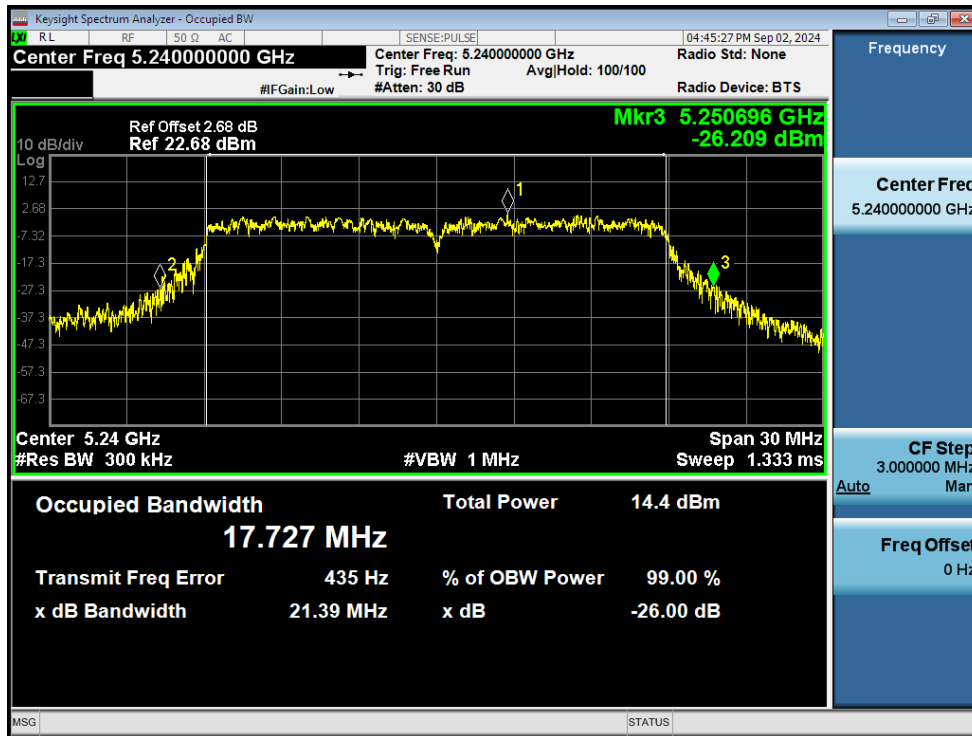 Keysight Spectrum Analyzer - Occupied BW
LXI RL RF 50 Ω AC SENSE:PULSE 04:45:27 PM Sep 02, 2024
Center Freq 5.240000000 GHz
Center Freq: 5.240000000 GHz Radio Std: None
Trig: Free Run Avg|Hold: 100/100
#IFGain:Low #Atten: 30 dB Radio Device: BTS
Frequency
Mkr3 5.250696 GHz
-26.209 dBm
Ref Offset 2.68 dB
10 dB/div Ref 22.68 dBm
Log
12.7
2.68
-7.32
-17.3
-27.3
-37.3
-47.3
-57.3
-67.3
1
2
3
Center Freq
5.240000000 GHz
Center 5.24 GHz Span 30 MHz
#Res BW 300 kHz #VBW 1 MHz Sweep 1.333 ms
CF Step
3.000000 MHz
Auto Man
Occupied Bandwidth Total Power 14.4 dBm
17.727 MHz
Transmit Freq Error 435 Hz % of OBW Power 99.00 %
x dB Bandwidth 21.39 MHz x dB -26.00 dB
Freq Offset
0 Hz
MSG STATUS